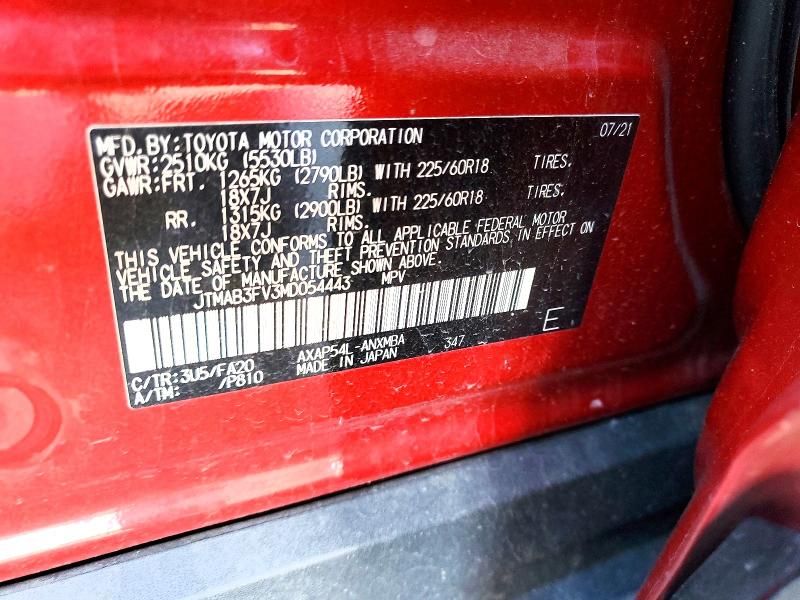 MFD. BY: TOYOTA MOTOR CORPORATION 07/21
GVWR: 2510KG (5530LB)
GAWR: FRT. 1265KG (2790LB) WITH 225/60R18 TIRES.
18X7J RIMS.
RR. 1315KG (2900LB) WITH 225/60R18 TIRES.
18X7J RIMS.
THIS VEHICLE CONFORMS TO ALL APPLICABLE FEDERAL MOTOR
VEHICLE SAFETY AND THEFT PREVENTION STANDARDS IN EFFECT ON
THE DATE OF MANUFACTURE SHOWN ABOVE.
JTMAB3FV3MD054443 MPV
E
C/TR: 3U5/FA20 AXAP54L-ANXMBA 347
A/TM: /P810 MADE IN JAPAN